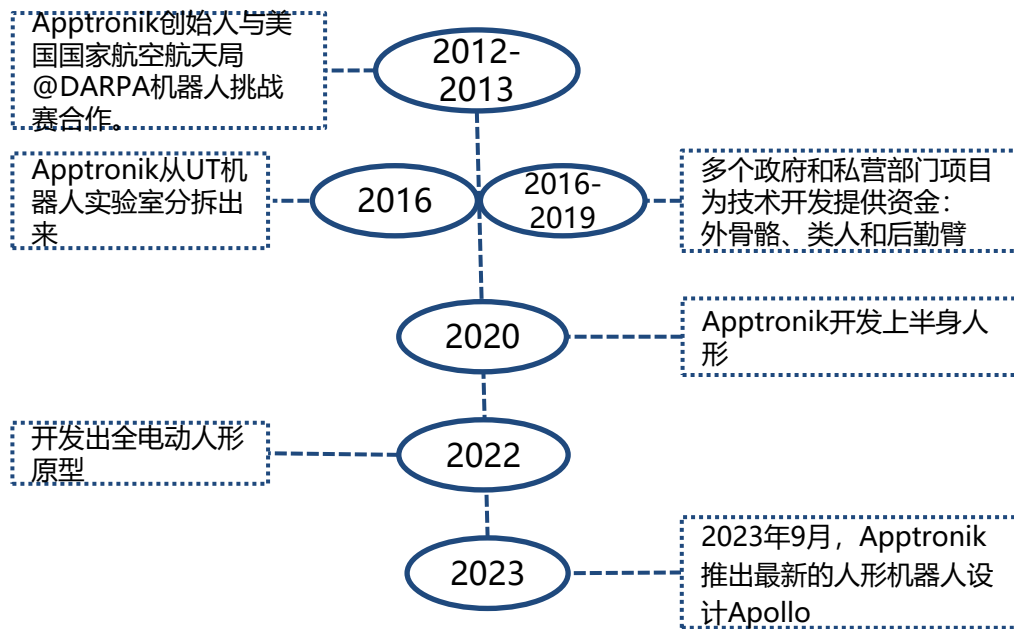 Apptronik创始人与美
国国家航空航天局
@DARPA机器人挑战
赛合作。
2012-
2013
Apptronik从UT机
器人实验室分拆出
来
2016
2016-
2019
多个政府和私营部门项目
为技术开发提供资金：
外骨骼、类人和后勤臂
2020
Apptronik开发上半身人
形
开发出全电动人形
原型
2022
2023
2023年9月，Apptronik
推出最新的人形机器人设
计Apollo